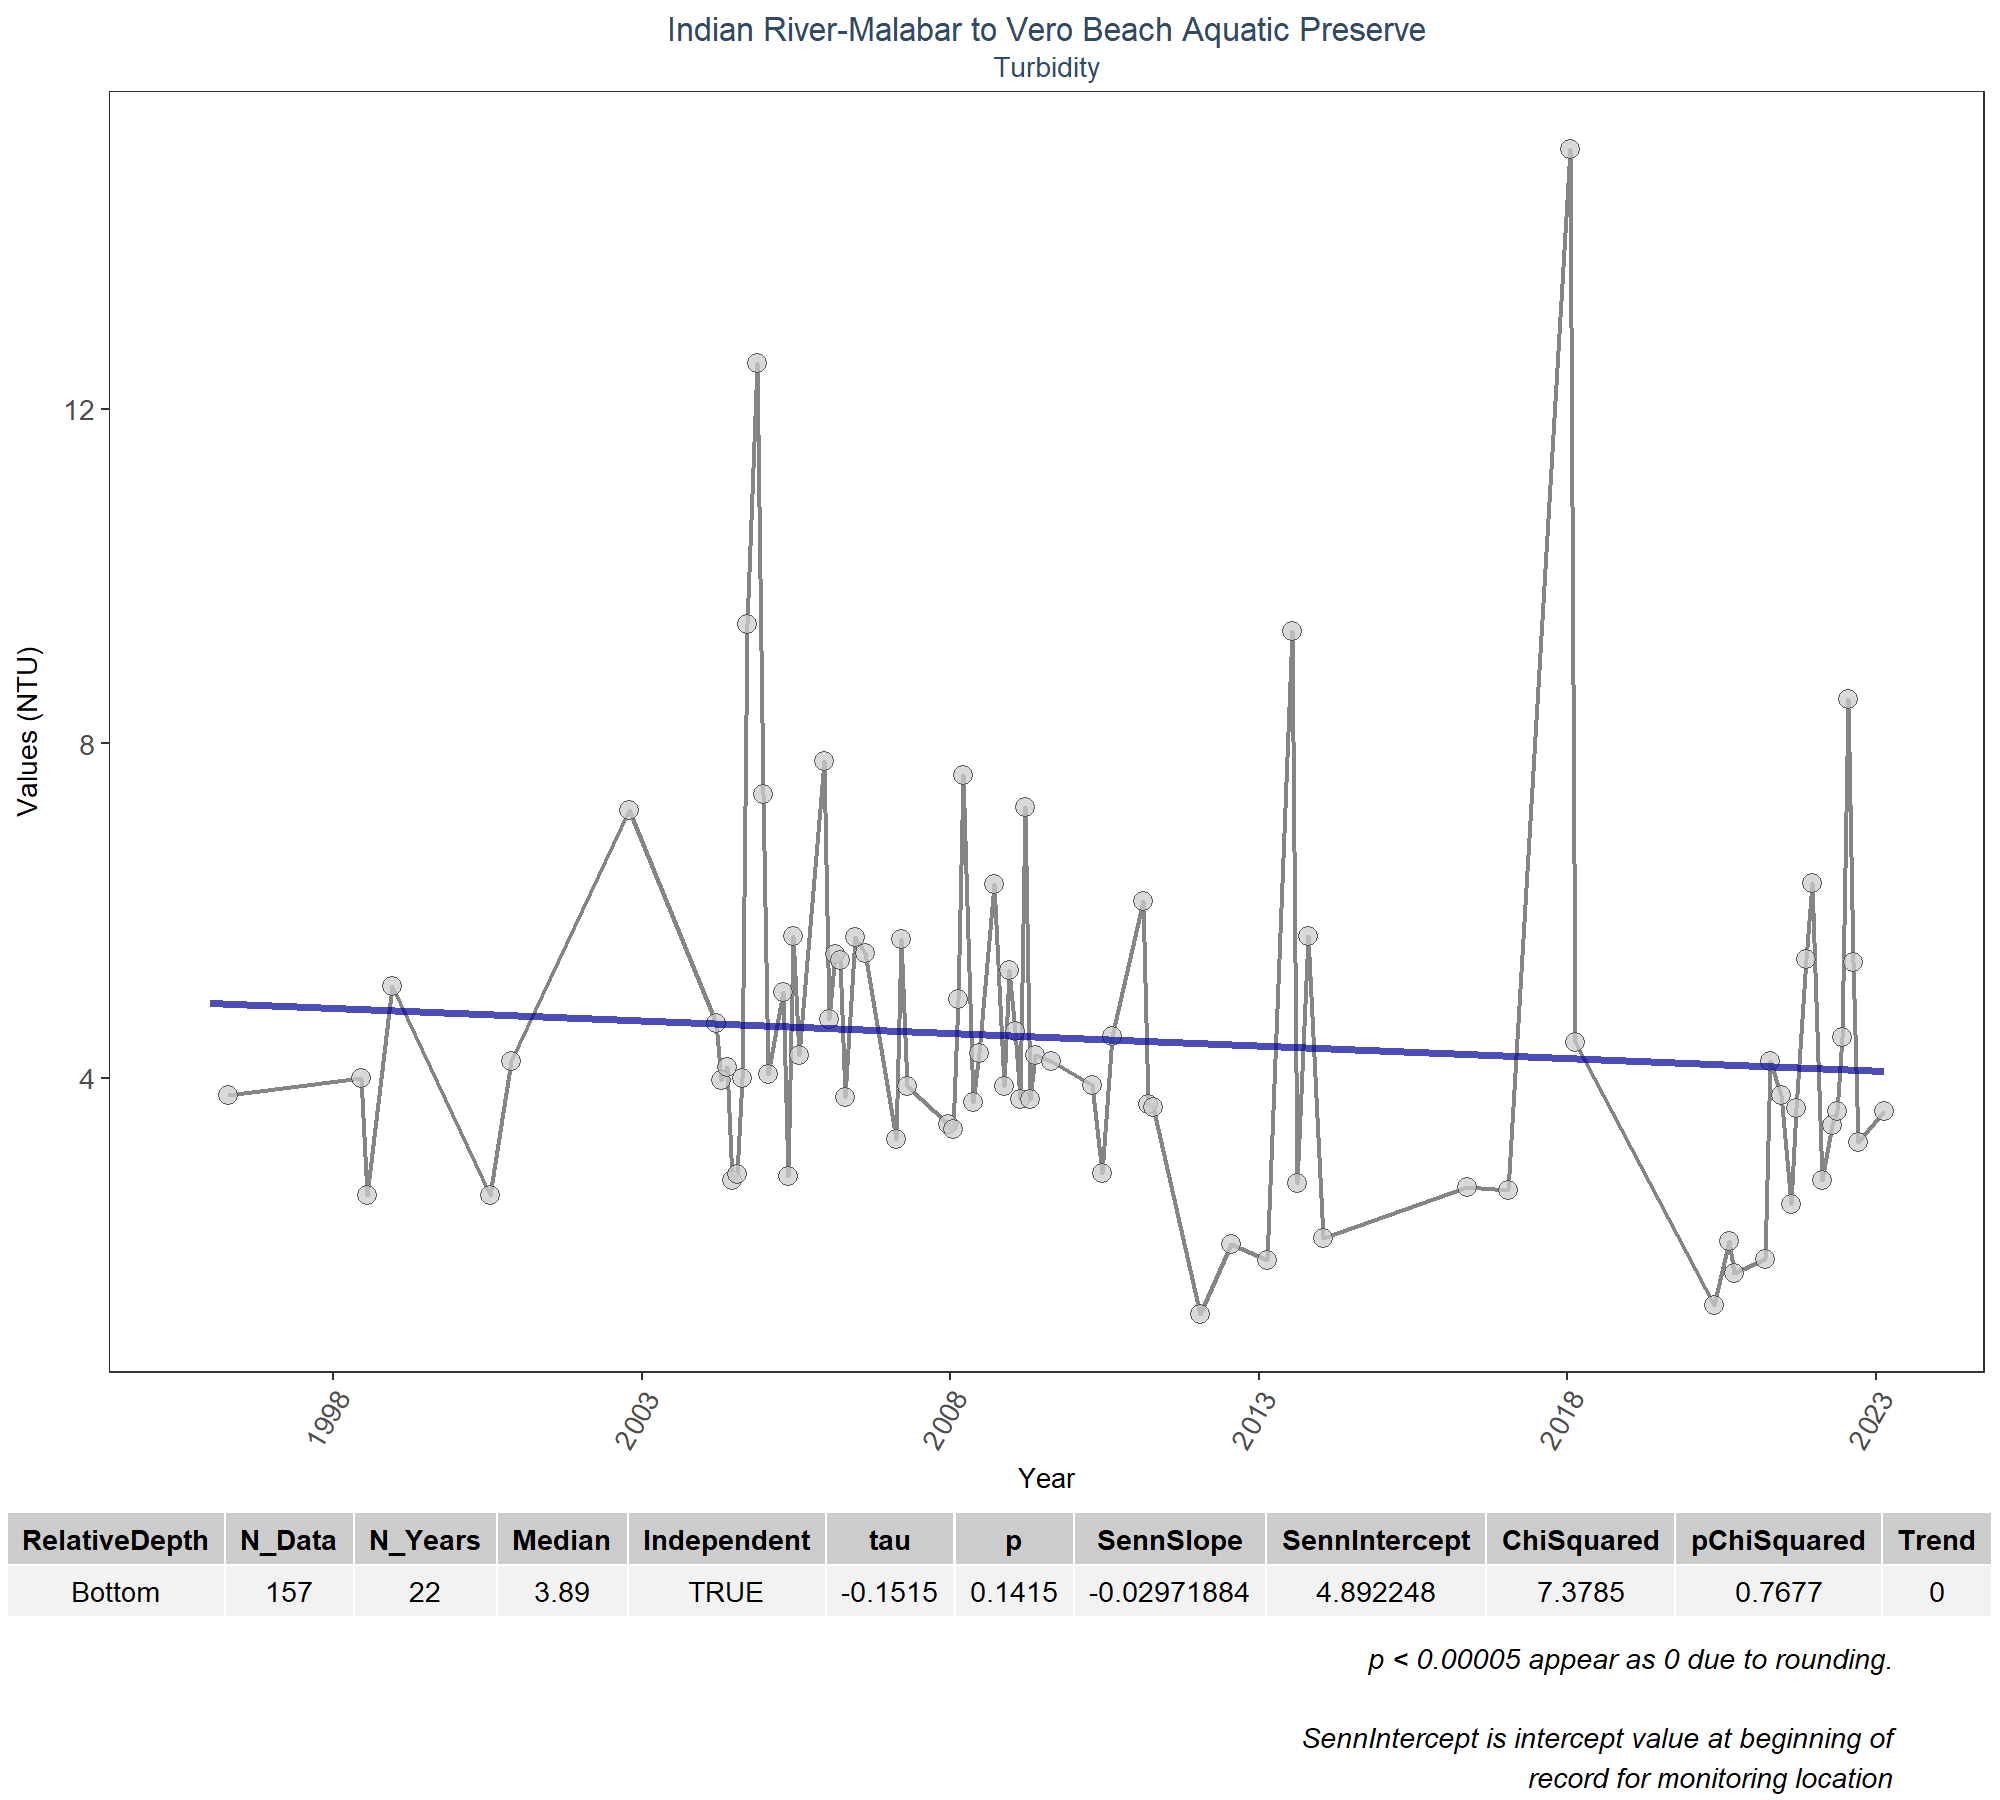 Indian River-Malabar to Vero Beach Aquatic Preserve
Turbidity
Values (NTU)
12
8
4
1998 2003 2008 2013 2018 2023
Year
RelativeDepth N_Data N_Years Median Independent tau p SennSlope SennIntercept ChiSquared pChiSquared Trend
Bottom 157 22 3.89 TRUE -0.1515 0.1415 -0.02971884 4.892248 7.3785 0.7677 0
p < 0.00005 appear as 0 due to rounding.
SennIntercept is intercept value at beginning of
record for monitoring location